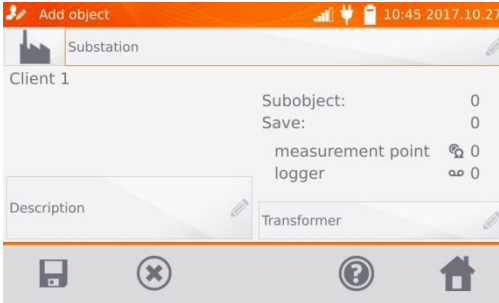 Add object 10:45 2017.10.27
Substation
Client 1
Subobject: 0
Save: 0
measurement point 0
logger 0
Description
Transformer